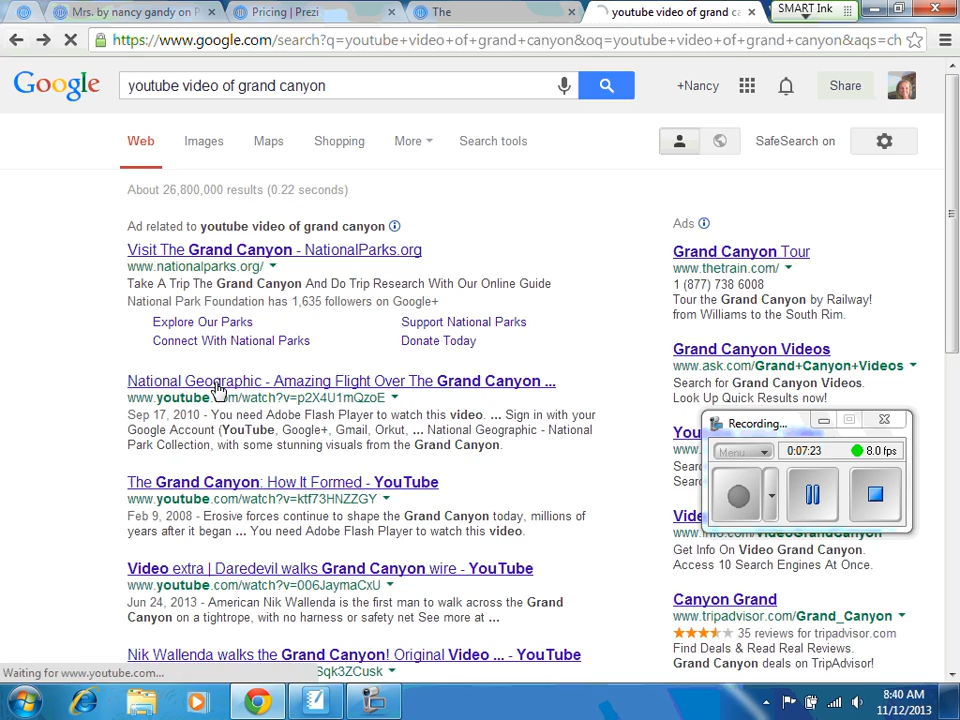 Mrs. by nancy gandy on P
Pricing | Prezi
The
youtube video of grand c
SMART Ink
https://www.google.com/search?q=youtube+video+of+grand+canyon&oq=youtube+video+of+grand+canyon&aqs=ch
Google
youtube video of grand canyon
+Nancy
Share
Web Images Maps Shopping More Search tools
SafeSearch on
About 26,800,000 results (0.22 seconds)
Ad related to youtube video of grand canyon
Visit The Grand Canyon - NationalParks.org
www.nationalparks.org/
Take A Trip The Grand Canyon And Do Trip Research With Our Online Guide
National Park Foundation has 1,635 followers on Google+
Explore Our Parks Support National Parks
Connect With National Parks Donate Today
National Geographic - Amazing Flight Over The Grand Canyon ...
www.youtube.com/watch?v=p2X4U1mQzoE
Sep 17, 2010 - You need Adobe Flash Player to watch this video. ... Sign in with your
Google Account (YouTube, Google+, Gmail, Orkut, ... National Geographic - National
Park Collection, with some stunning visuals from the Grand Canyon.
The Grand Canyon: How It Formed - YouTube
www.youtube.com/watch?v=ktf73HNZZGY
Feb 9, 2008 - Erosive forces continue to shape the Grand Canyon today, millions of
years after it began ... You need Adobe Flash Player to watch this video.
Video extra | Daredevil walks Grand Canyon wire - YouTube
www.youtube.com/watch?v=006JaymaCxU
Jun 24, 2013 - American Nik Wallenda is the first man to walk across the Grand
Canyon on a tightrope, with no harness or safety net See more at ...
Nik Wallenda walks the Grand Canyon! Original Video ... - YouTube
Sqk3ZCusk
Waiting for www.youtube.com...
Ads
Grand Canyon Tour
www.thetrain.com/
1 (877) 738 6008
Tour the Grand Canyon by Railway!
from Williams to the South Rim.
Grand Canyon Videos
www.ask.com/Grand+Canyon+Videos
Search for Grand Canyon Videos.
Look Up Quick Results now!
You
Searc
Searc
Vide
www.info.com/VideoGrandCanyon
Get Info On Video Grand Canyon.
Access 10 Search Engines At Once.
Canyon Grand
www.tripadvisor.com/Grand_Canyon
35 reviews for tripadvisor.com
Find Deals & Read Real Reviews.
Grand Canyon deals on TripAdvisor!
Recording...
Menu
0:07:23
8.0 fps
8:40 AM
11/12/2013